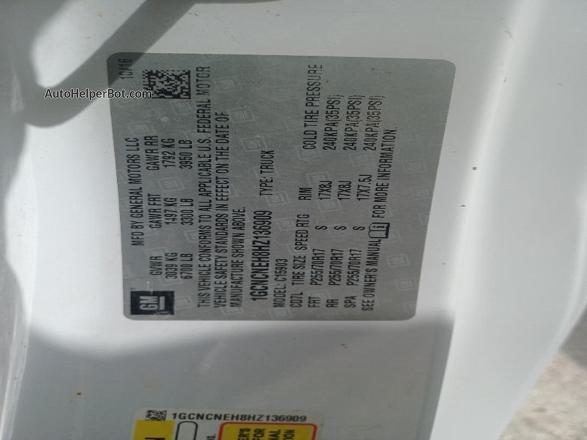 AutoHelperBot.com
GM
MFD BY GENERAL MOTORS LLC 10/16
GVWR GAWR FRT GAWR RR
3039 KG 1497 KG 1792 KG
6700 LB 3300 LB 3950 LB
THIS VEHICLE CONFORMS TO ALL APPLICABLE U.S. FEDERAL MOTOR
VEHICLE SAFETY STANDARDS IN EFFECT ON THE DATE OF
MANUFACTURE SHOWN ABOVE.
1GCNCNEH8HZ136909 TYPE: TRUCK
MODEL: C15903
CGTL TIRE SIZE SPEED RTG RIM COLD TIRE PRESSURE
FRT P255/70R17 S 17X8J 240KPA(35PSI)
RR P255/70R17 S 17X8J 240KPA(35PSI)
SPA P255/70R17 S 17X7.5J 240KPA(35PSI)
SEE OWNER'S MANUAL FOR MORE INFORMATION.
1GCNCNEH8HZ136909